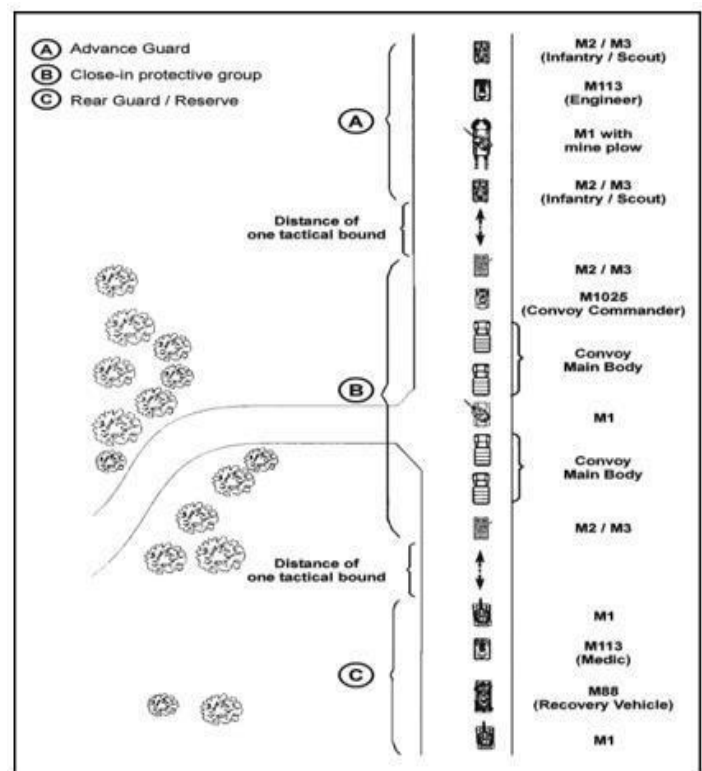 A Advance Guard
B Close-in protective group
C Rear Guard / Reserve
A
Distance of
one tactical bound
B
Distance of
one tactical bound
C
M2 / M3
(Infantry / Scout)
M113
(Engineer)
M1 with
mine plow
M2 / M3
(Infantry / Scout)
M2 / M3
M1025
(Convoy Commander)
Convoy
Main Body
M1
Convoy
Main Body
M2 / M3
M1
M113
(Medic)
M88
(Recovery Vehicle)
M1